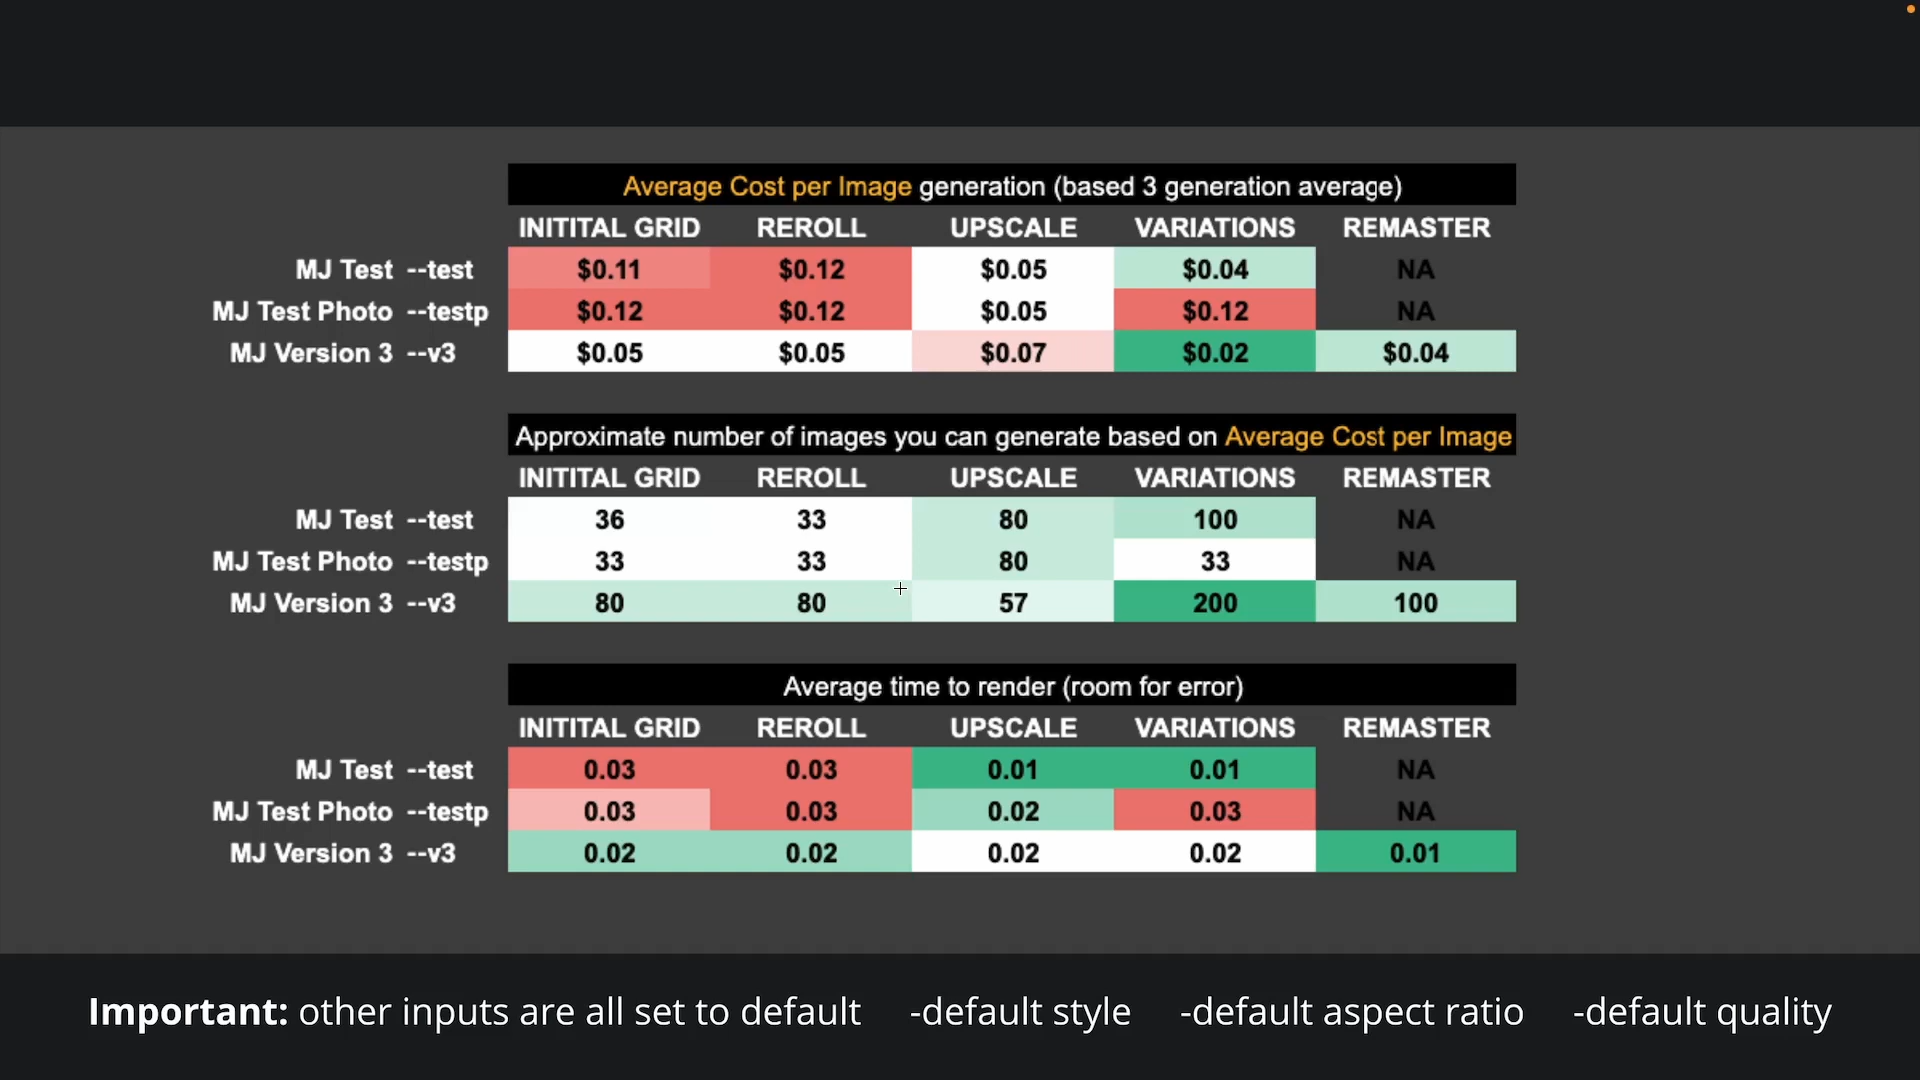 Average Cost per Image generation (based 3 generation average)
INITITAL GRID REROLL UPSCALE VARIATIONS REMASTER
MJ Test --test $0.11 $0.12 $0.05 $0.04 NA
MJ Test Photo --testp $0.12 $0.12 $0.05 $0.12 NA
MJ Version 3 --v3 $0.05 $0.05 $0.07 $0.02 $0.04
Approximate number of images you can generate based on Average Cost per Image
INITITAL GRID REROLL UPSCALE VARIATIONS REMASTER
MJ Test --test 36 33 80 100 NA
MJ Test Photo --testp 33 33 80 33 NA
MJ Version 3 --v3 80 80 57 200 100
Average time to render (room for error)
INITITAL GRID REROLL UPSCALE VARIATIONS REMASTER
MJ Test --test 0.03 0.03 0.01 0.01 NA
MJ Test Photo --testp 0.03 0.03 0.02 0.03 NA
MJ Version 3 --v3 0.02 0.02 0.02 0.02 0.01
Important: other inputs are all set to default -default style -default aspect ratio -default quality